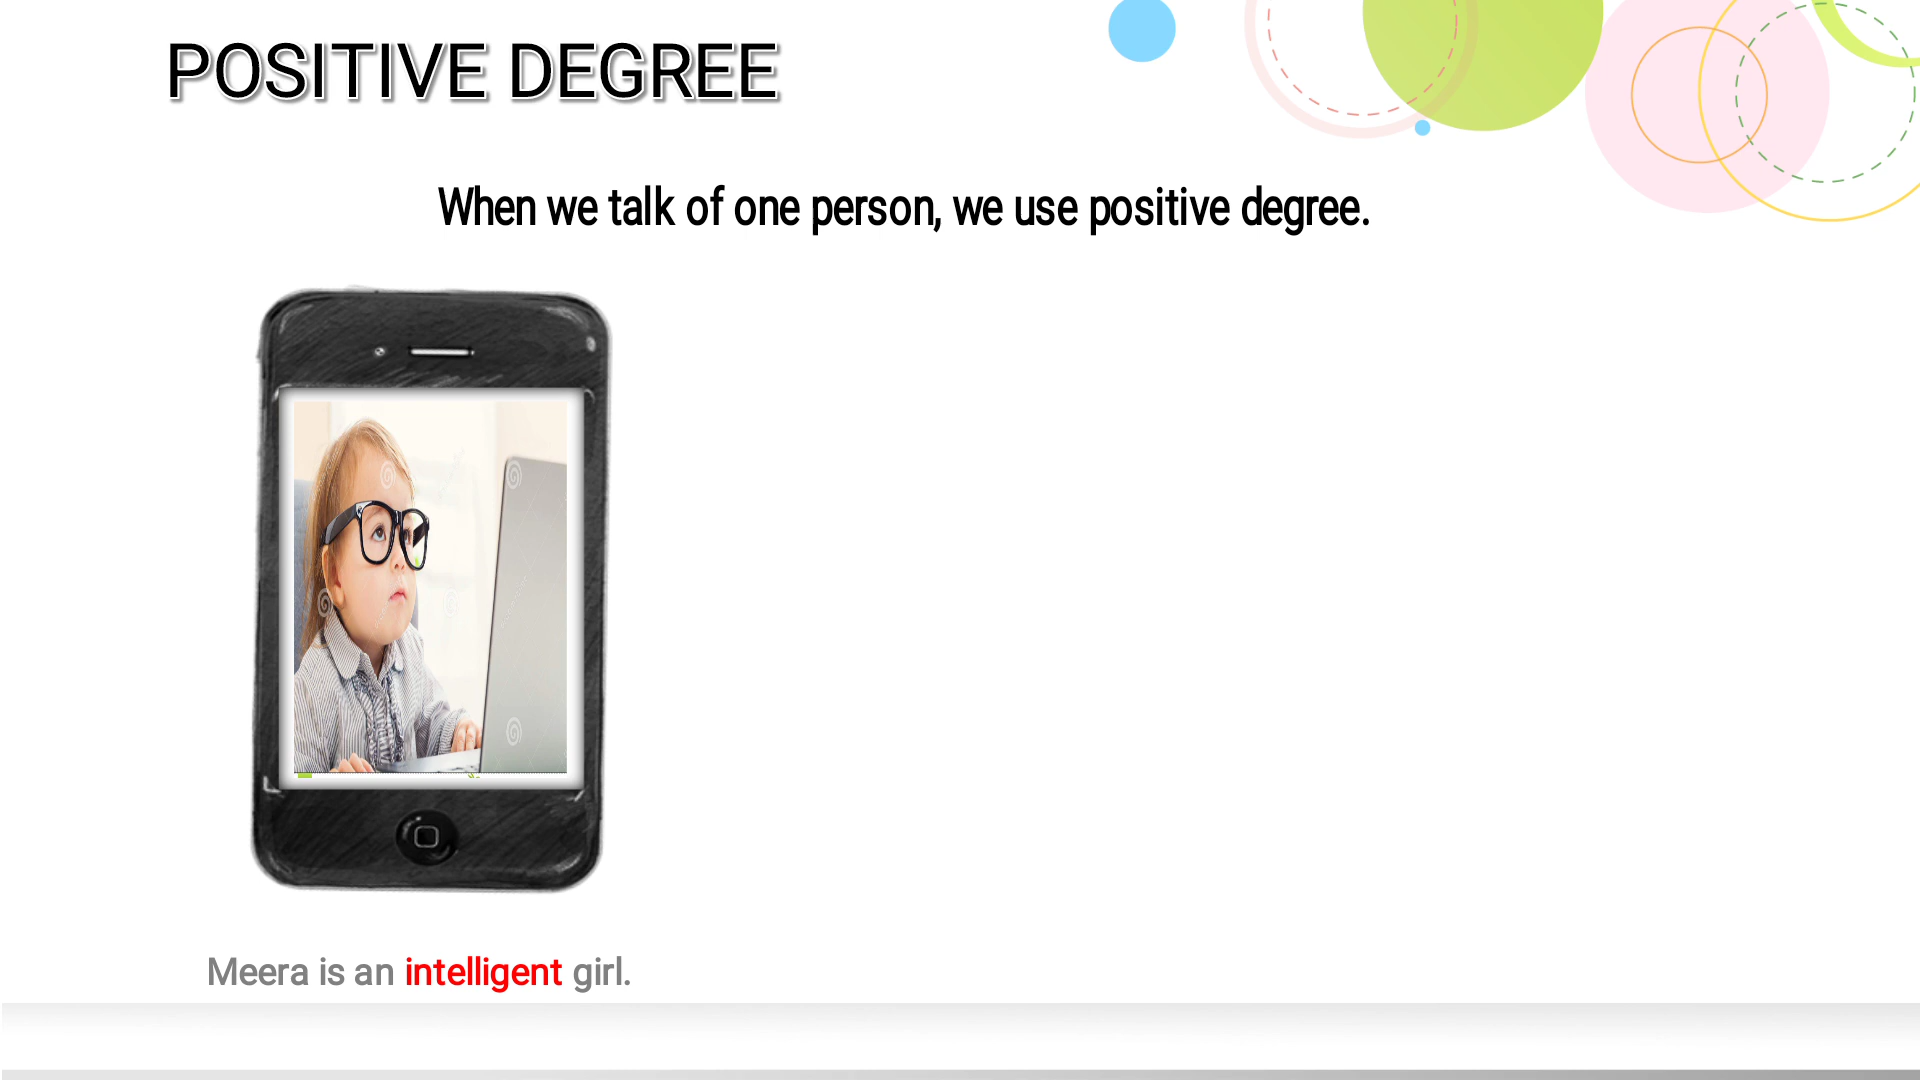 POSITIVE DEGREE
When we talk of one person, we use positive degree.
Meera is an intelligent girl.